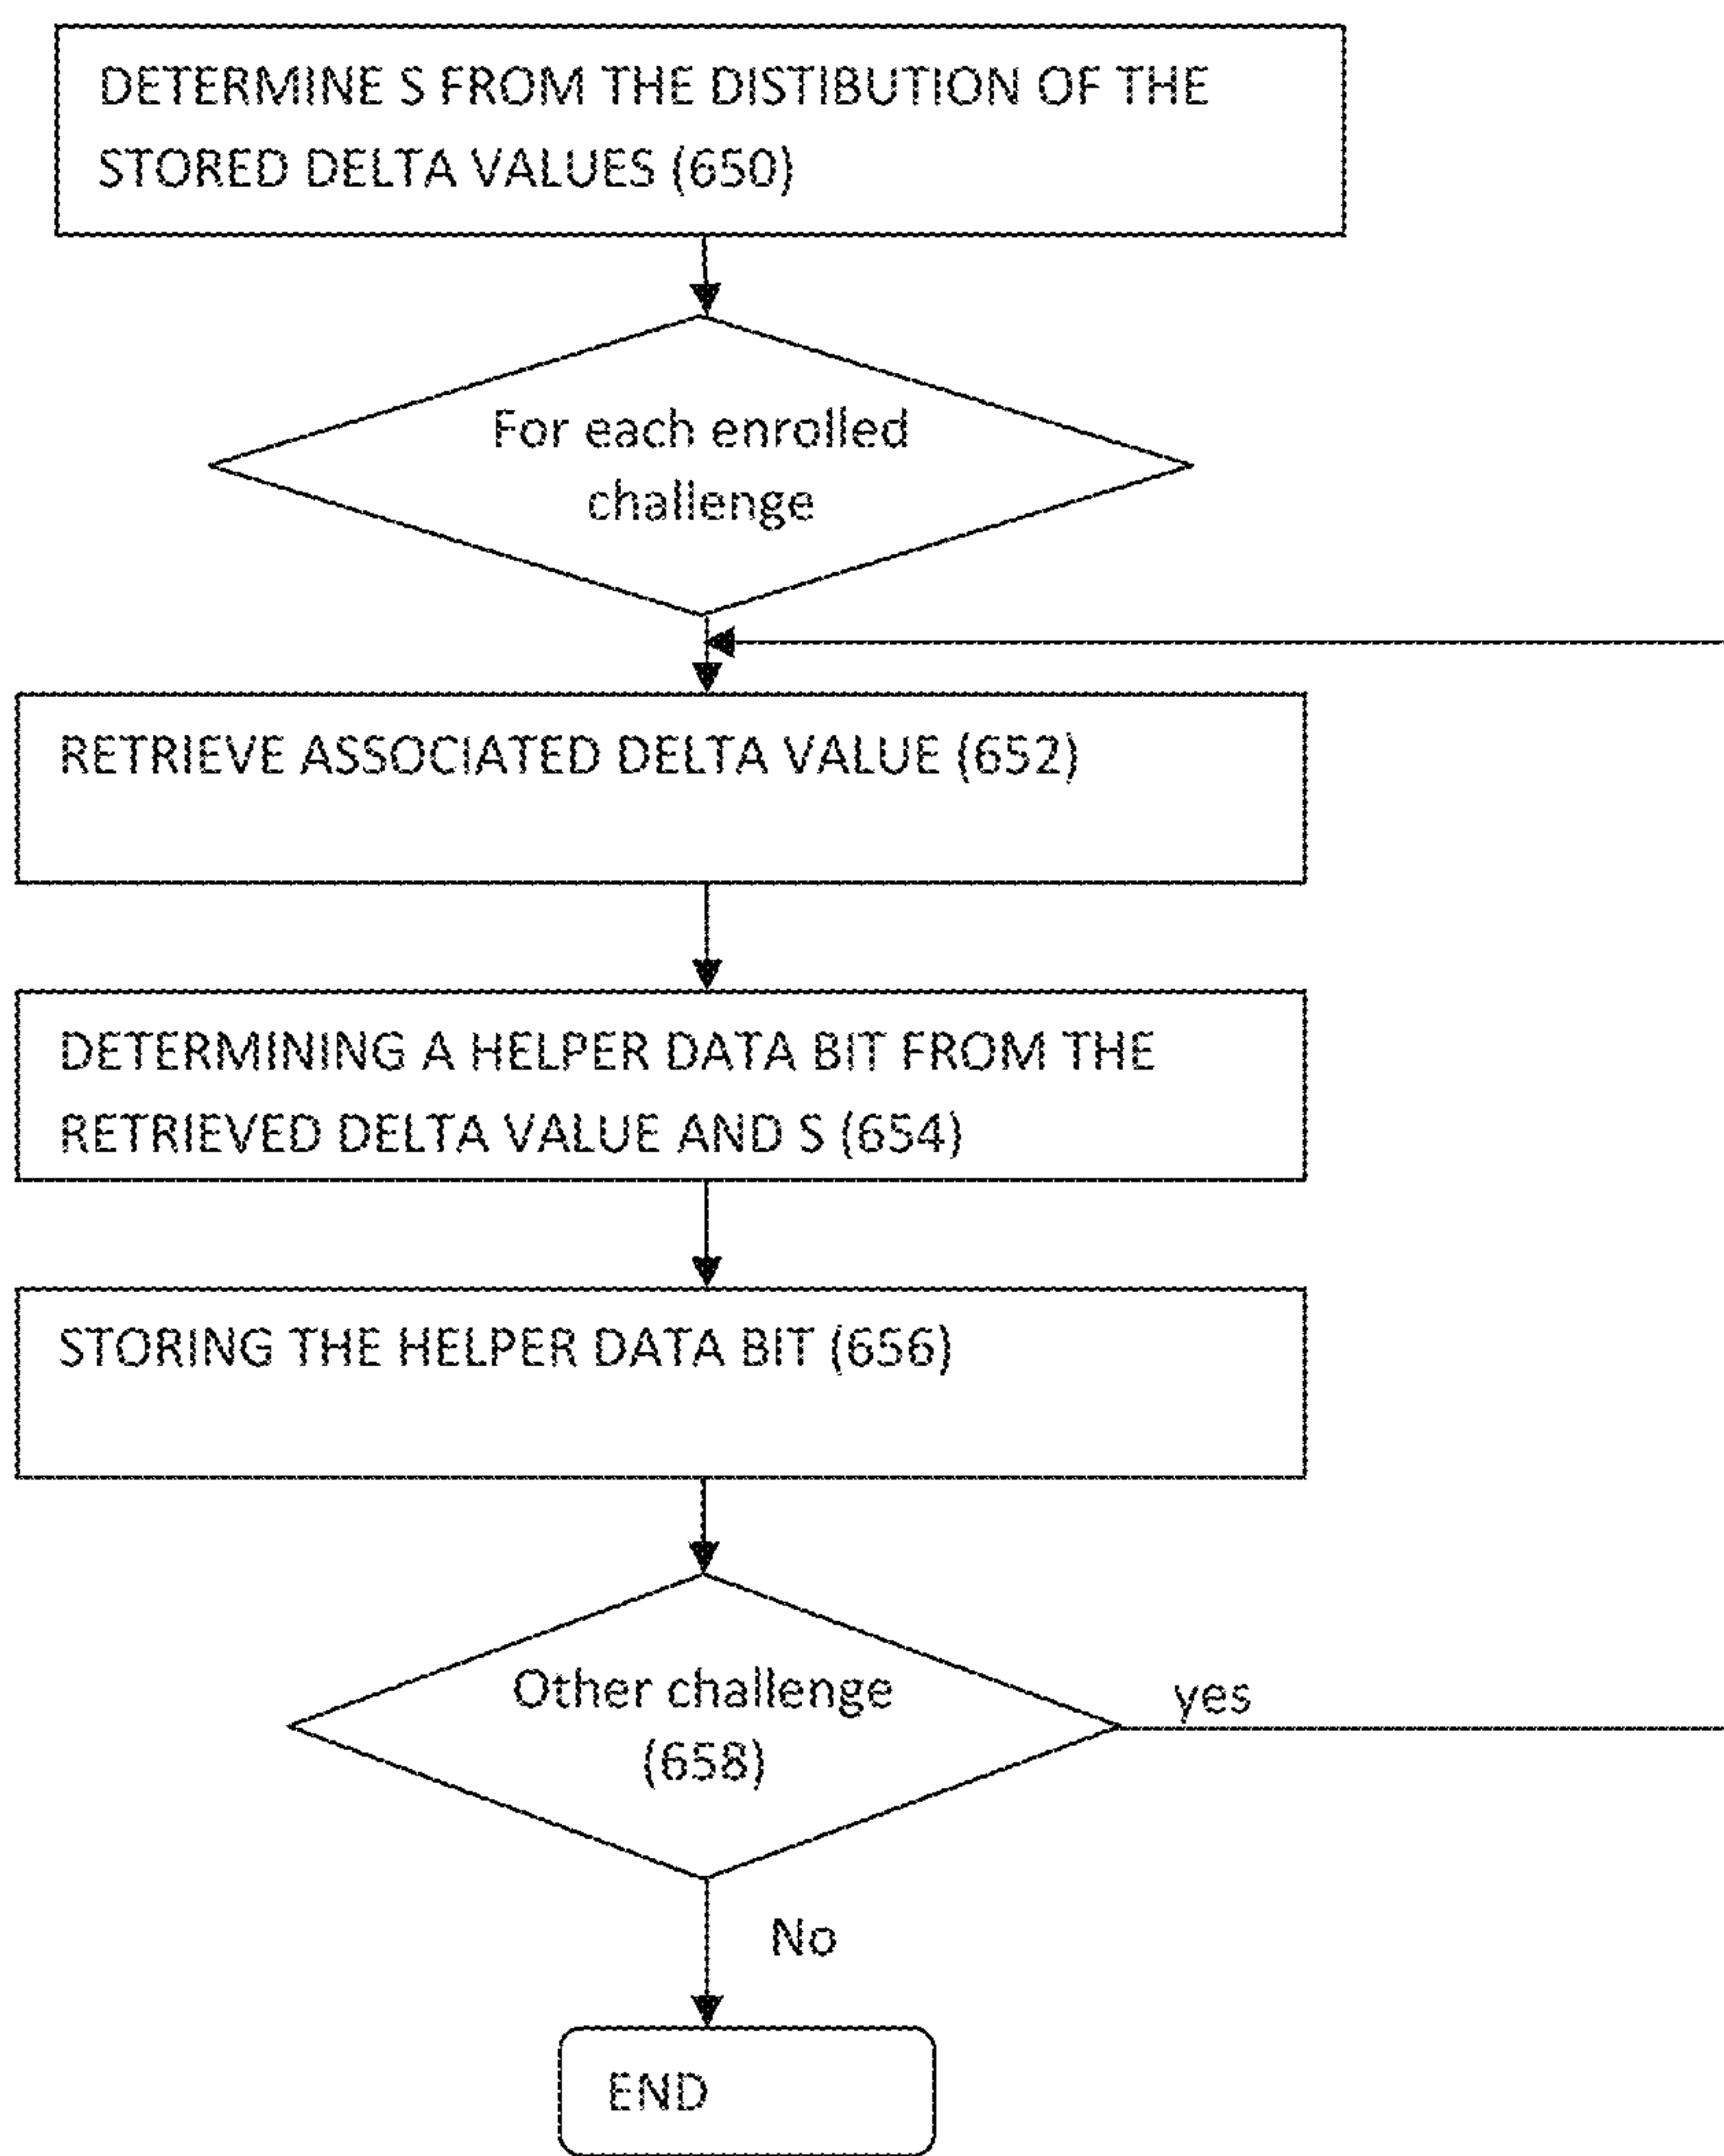 DETERMINE S FROM THE DISTIBUTION OF THE
STORED DELTA VALUES (650)
For each enrolled
challenge
RETRIEVE ASSOCIATED DELTA VALUE (652)
DETERMINING A HELPER DATA BIT FROM THE
RETRIEVED DELTA VALUE AND S (654)
STORING THE HELPER DATA BIT (656)
Other challenge
(658)
yes
No
END